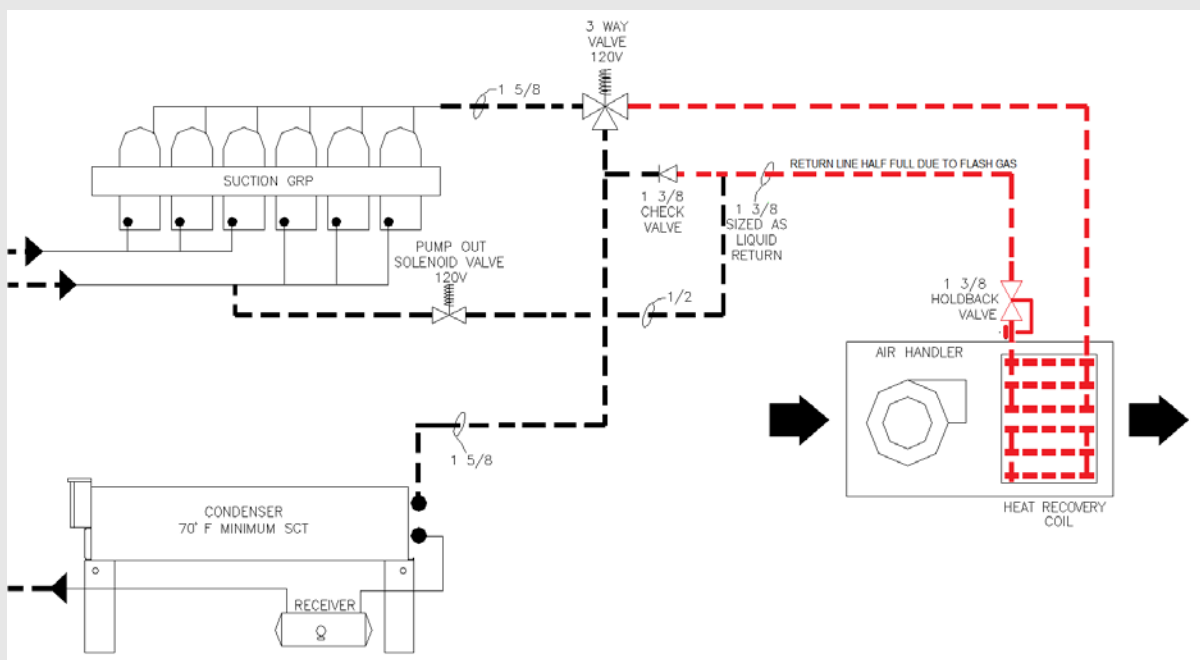 3 WAY
VALVE
120V
1 5/8
SUCTION GRP
RETURN LINE HALF FULL DUE TO FLASH GAS
1 3/8
CHECK
VALVE
1 3/8
SIZED AS
LIQUID
RETURN
PUMP OUT
SOLENOID VALVE
120V
1/2
1 3/8
HOLDBACK
VALVE
AIR HANDLER
1 5/8
CONDENSER
70° F MINIMUM SCT
HEAT RECOVERY
COIL
RECEIVER